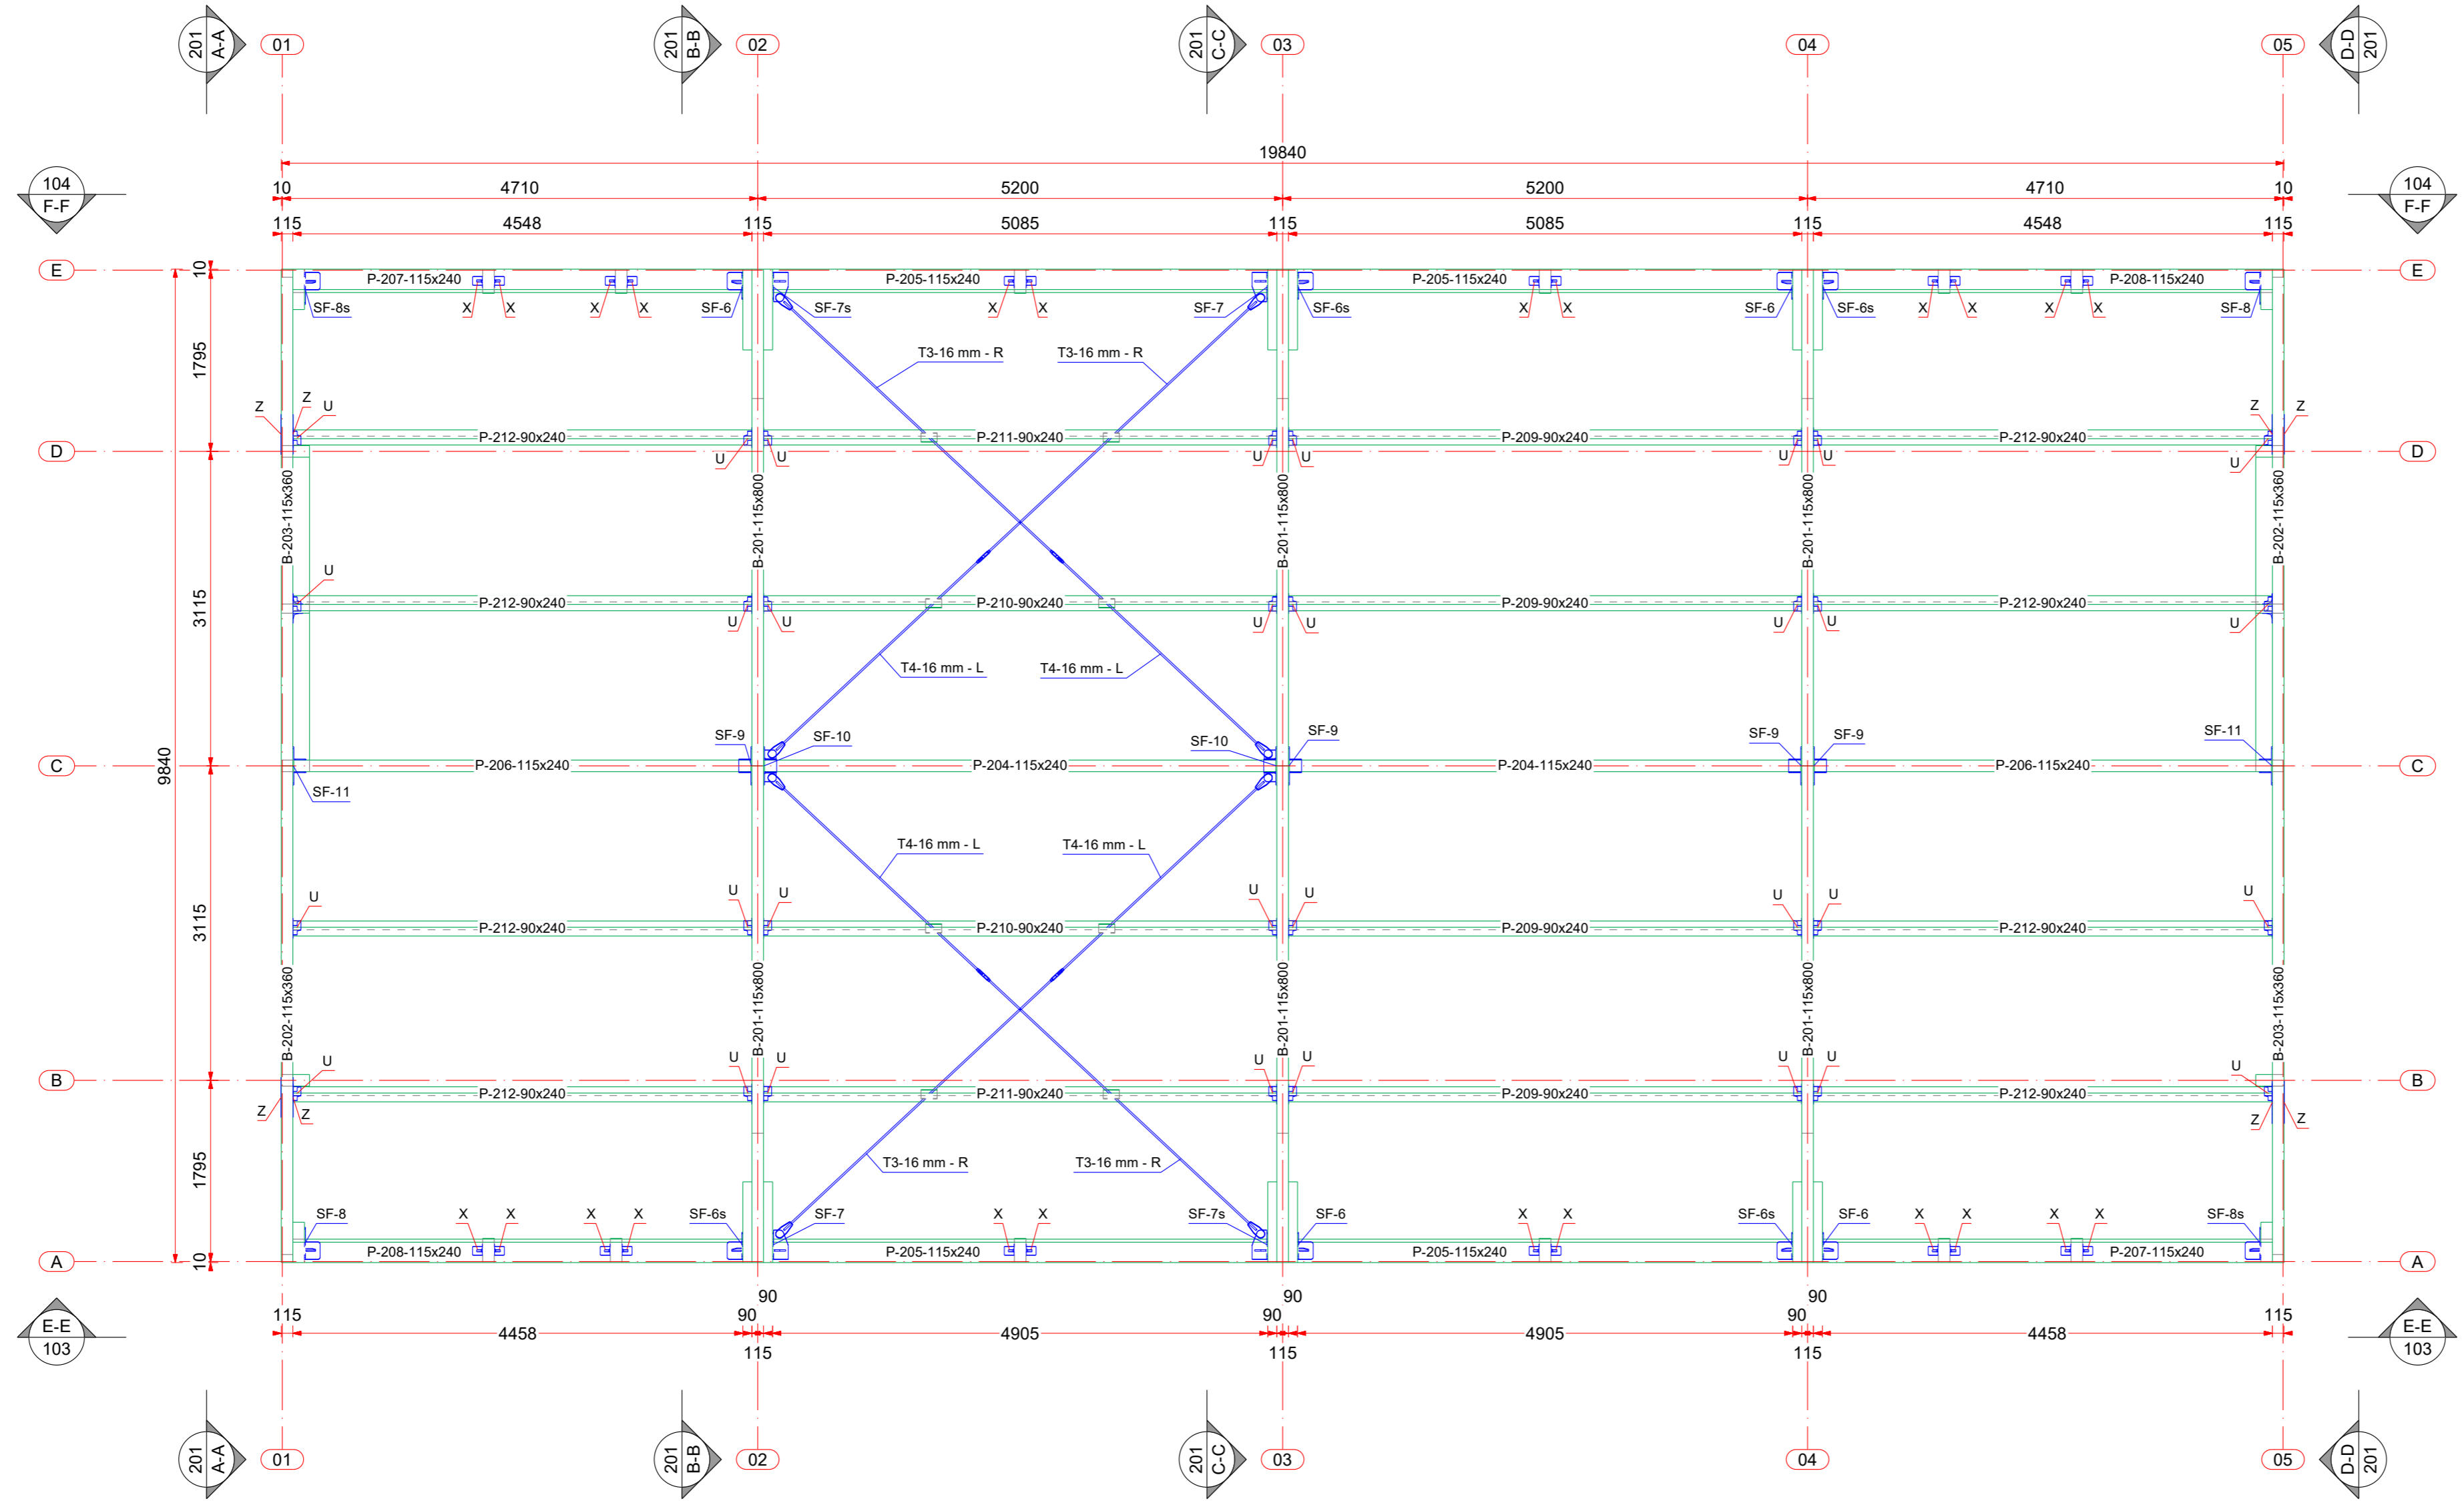 201 A-A 01 201 B-B 02 201 C-C 03 04 05 D-D 201
19840
104 F-F 10 4710 5200 5200 4710 10 104 F-F
115 4548 115 5085 115 5085 115 4548 115
E 10 P-207-115x240 P-205-115x240 P-205-115x240 P-208-115x240 E
SF-8s X X X X SF-6 SF-7s X X SF-7 SF-6s X X SF-6 SF-6s X X X X SF-8
1795
T3-16 mm - R T3-16 mm - R
Z Z U Z Z
P-212-90x240 P-211-90x240 P-209-90x240 P-212-90x240
D U U U U U U U D
B-203-115x360 B-201-115x800 B-201-115x800 B-201-115x800 B-202-115x360
U
3115 P-212-90x240 P-210-90x240 P-209-90x240 P-212-90x240
U U U U U U U
T4-16 mm - L T4-16 mm - L
SF-9 SF-10 SF-10 SF-9 SF-9 SF-9 SF-11
9840
C P-206-115x240 P-204-115x240 P-204-115x240 P-206-115x240 C
SF-11
T4-16 mm - L T4-16 mm - L
U U U U U U U U
3115 P-212-90x240 P-210-90x240 P-209-90x240 P-212-90x240
B-202-115x360 B-201-115x800 B-201-115x800 B-201-115x800 B-203-115x360
U U U U U U U U
B P-212-90x240 P-211-90x240 P-209-90x240 P-212-90x240 B
Z Z Z Z
1795
T3-16 mm - R T3-16 mm - R
SF-8 X X X X SF-6s SF-7 X X SF-7s SF-6 X X SF-6s SF-6 X X X X SF-8s
A 10 P-208-115x240 P-205-115x240 P-205-115x240 P-207-115x240 A
90 90 90
E-E 103 115 90 90 90 115 E-E 103
4458 4905 4905 4458
115 115 115
201 A-A 01 201 B-B 02 201 C-C 03 04 05 D-D 201